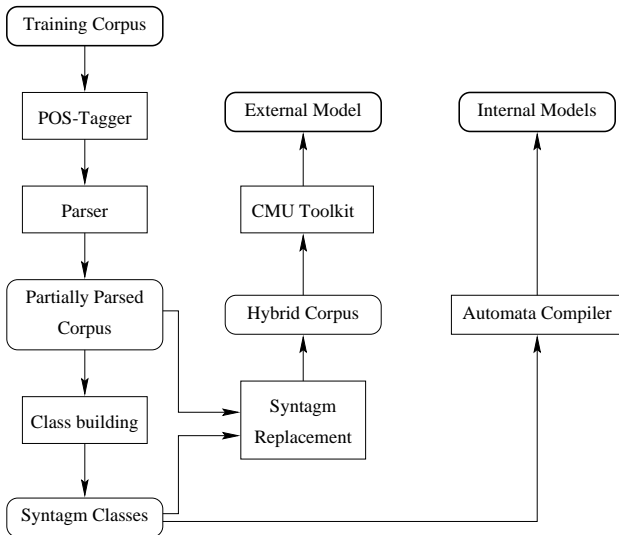 Training Corpus
POS-Tagger
External Model
Internal Models
Parser
CMU Toolkit
Partially Parsed
Corpus
Hybrid Corpus
Automata Compiler
Class building
Syntagm
Replacement
Syntagm Classes